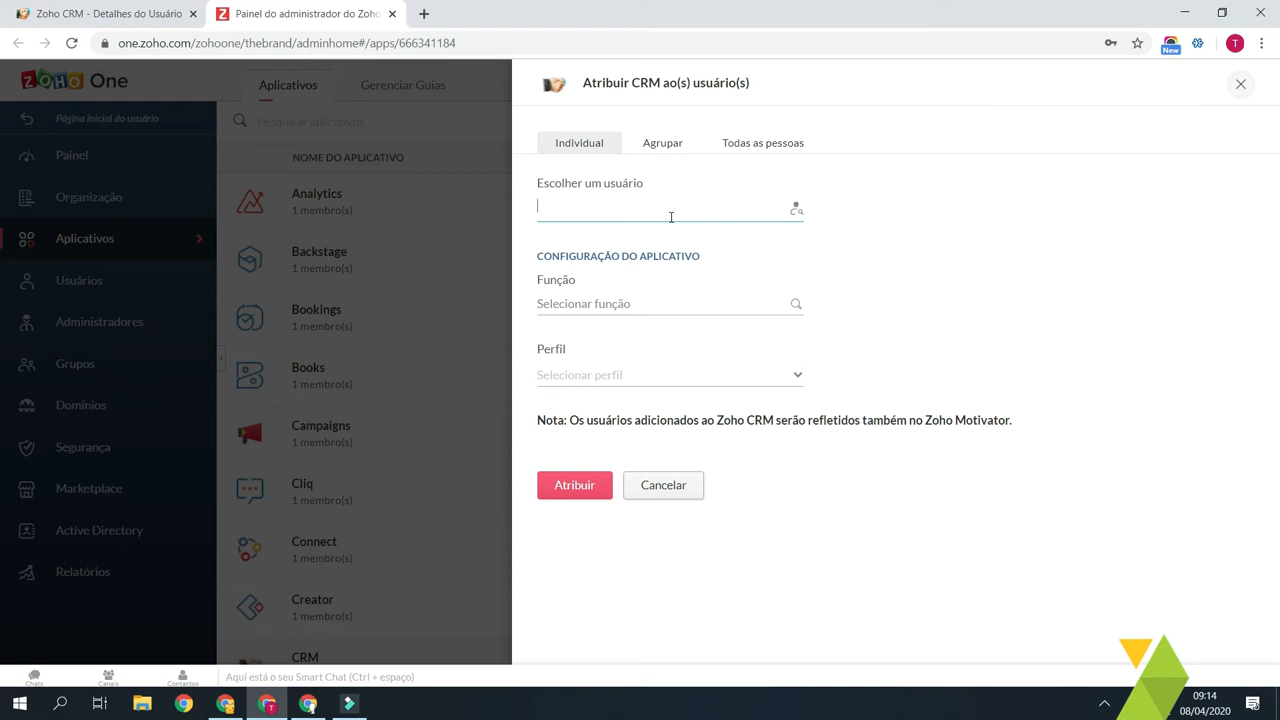 Zoho CRM - Detalhes do Usuário
Painel do administrador do Zoho
one.zoho.com/zohoone/thebrand/adminhome#/apps/666341184
New
T
ZOHO One
Página inicial do usuário
Painel
Organização
Aplicativos
Usuários
Administradores
Grupos
Domínios
Segurança
Marketplace
Active Directory
Relatórios
Aplicativos
Gerenciar Guias
Pesquisar aplicativos
NOME DO APLICATIVO
Analytics
1 membro(s)
Backstage
1 membro(s)
Bookings
1 membro(s)
Books
1 membro(s)
Campaigns
1 membro(s)
Cliq
1 membro(s)
Connect
1 membro(s)
Creator
1 membro(s)
CRM
Atribuir CRM ao(s) usuário(s)
Individual
Agrupar
Todas as pessoas
Escolher um usuário
CONFIGURAÇÃO DO APLICATIVO
Função
Selecionar função
Perfil
Selecionar perfil
Nota: Os usuários adicionados ao Zoho CRM serão refletidos também no Zoho Motivator.
Atribuir
Cancelar
Chats
Canais
Contactos
Aqui está o seu Smart Chat (Ctrl + espaço)
09:14
08/04/2020